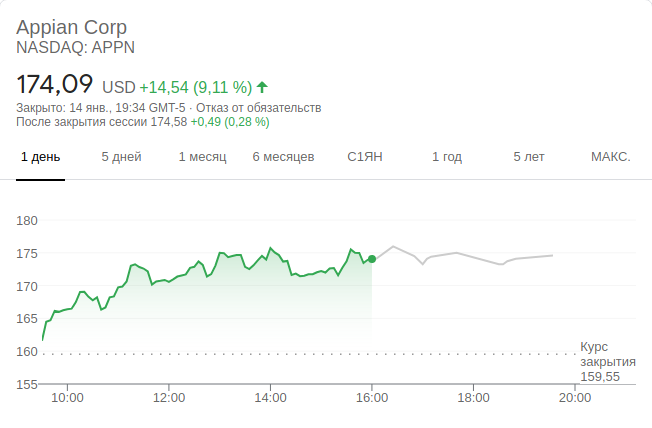 Appian Corp
NASDAQ: APPN
174,09 USD +14,54 (9,11 %)
Закрыто: 14 янв., 19:34 GMT-5 · Отказ от обязательств
После закрытия сессии 174,58 +0,49 (0,28 %)
1 день 5 дней 1 месяц 6 месяцев С1ЯН 1 год 5 лет МАКС.
180
175
170
165
160
Курс
закрытия
159,55
155
10:00 12:00 14:00 16:00 18:00 20:00